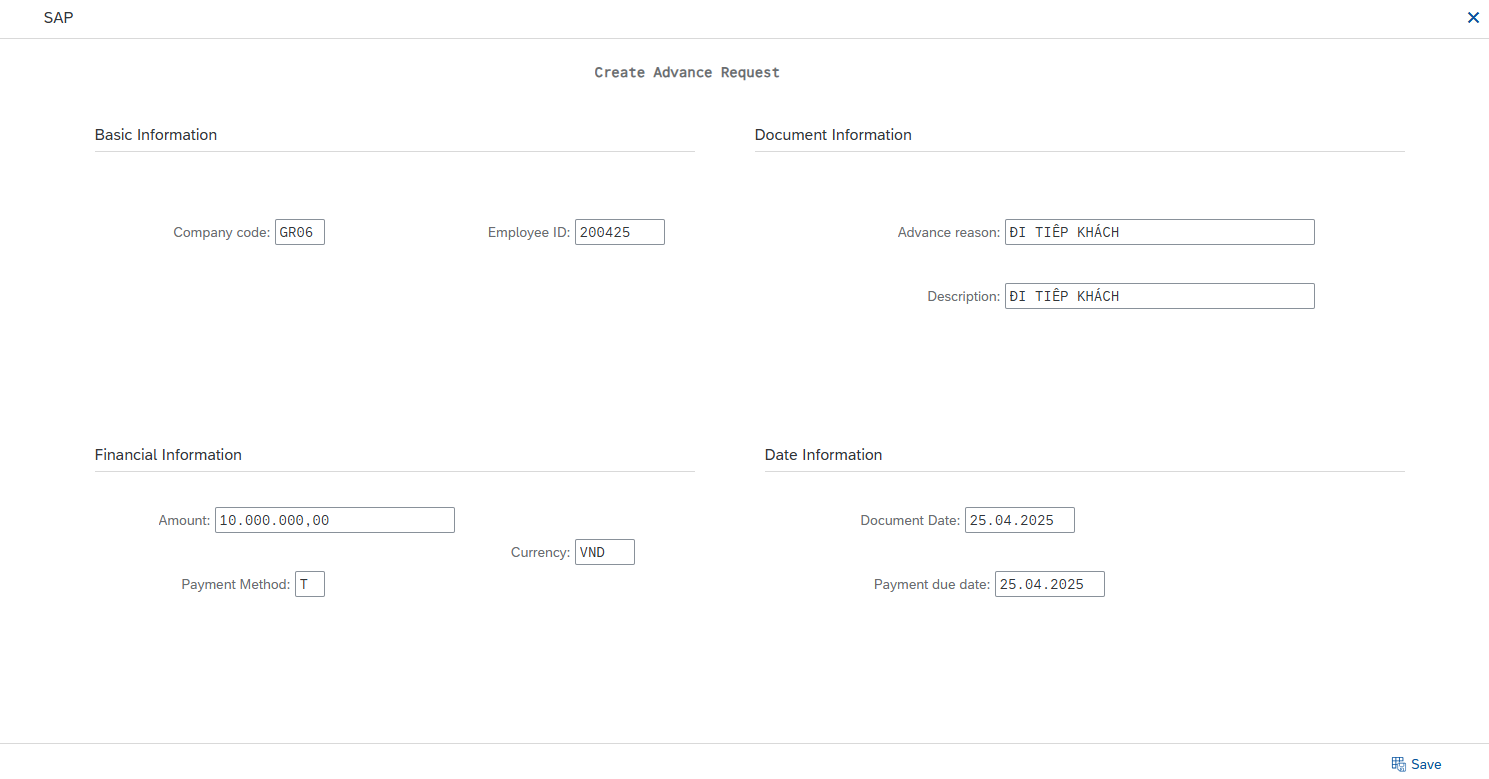 SAP
Create Advance Request
Basic Information
Document Information
Company code: GR06
Employee ID: 200425
Advance reason: ĐI TIẾP KHÁCH
Description: ĐI TIẾP KHÁCH
Financial Information
Date Information
Amount: 10.000.000,00
Document Date: 25.04.2025
Currency: VND
Payment Method: T
Payment due date: 25.04.2025
Save